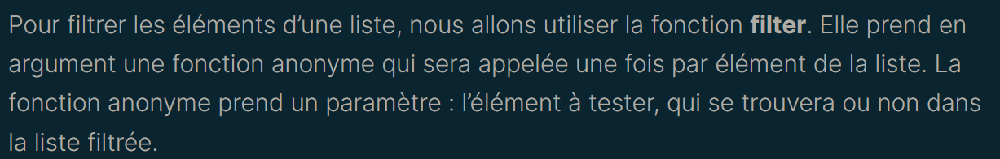 Pour filtrer les éléments d’une liste, nous allons utiliser la fonction filter. Elle prend en
argument une fonction anonyme qui sera appelée une fois par élément de la liste. La
fonction anonyme prend un paramètre : l’élément à tester, qui se trouvera ou non dans
la liste filtrée.